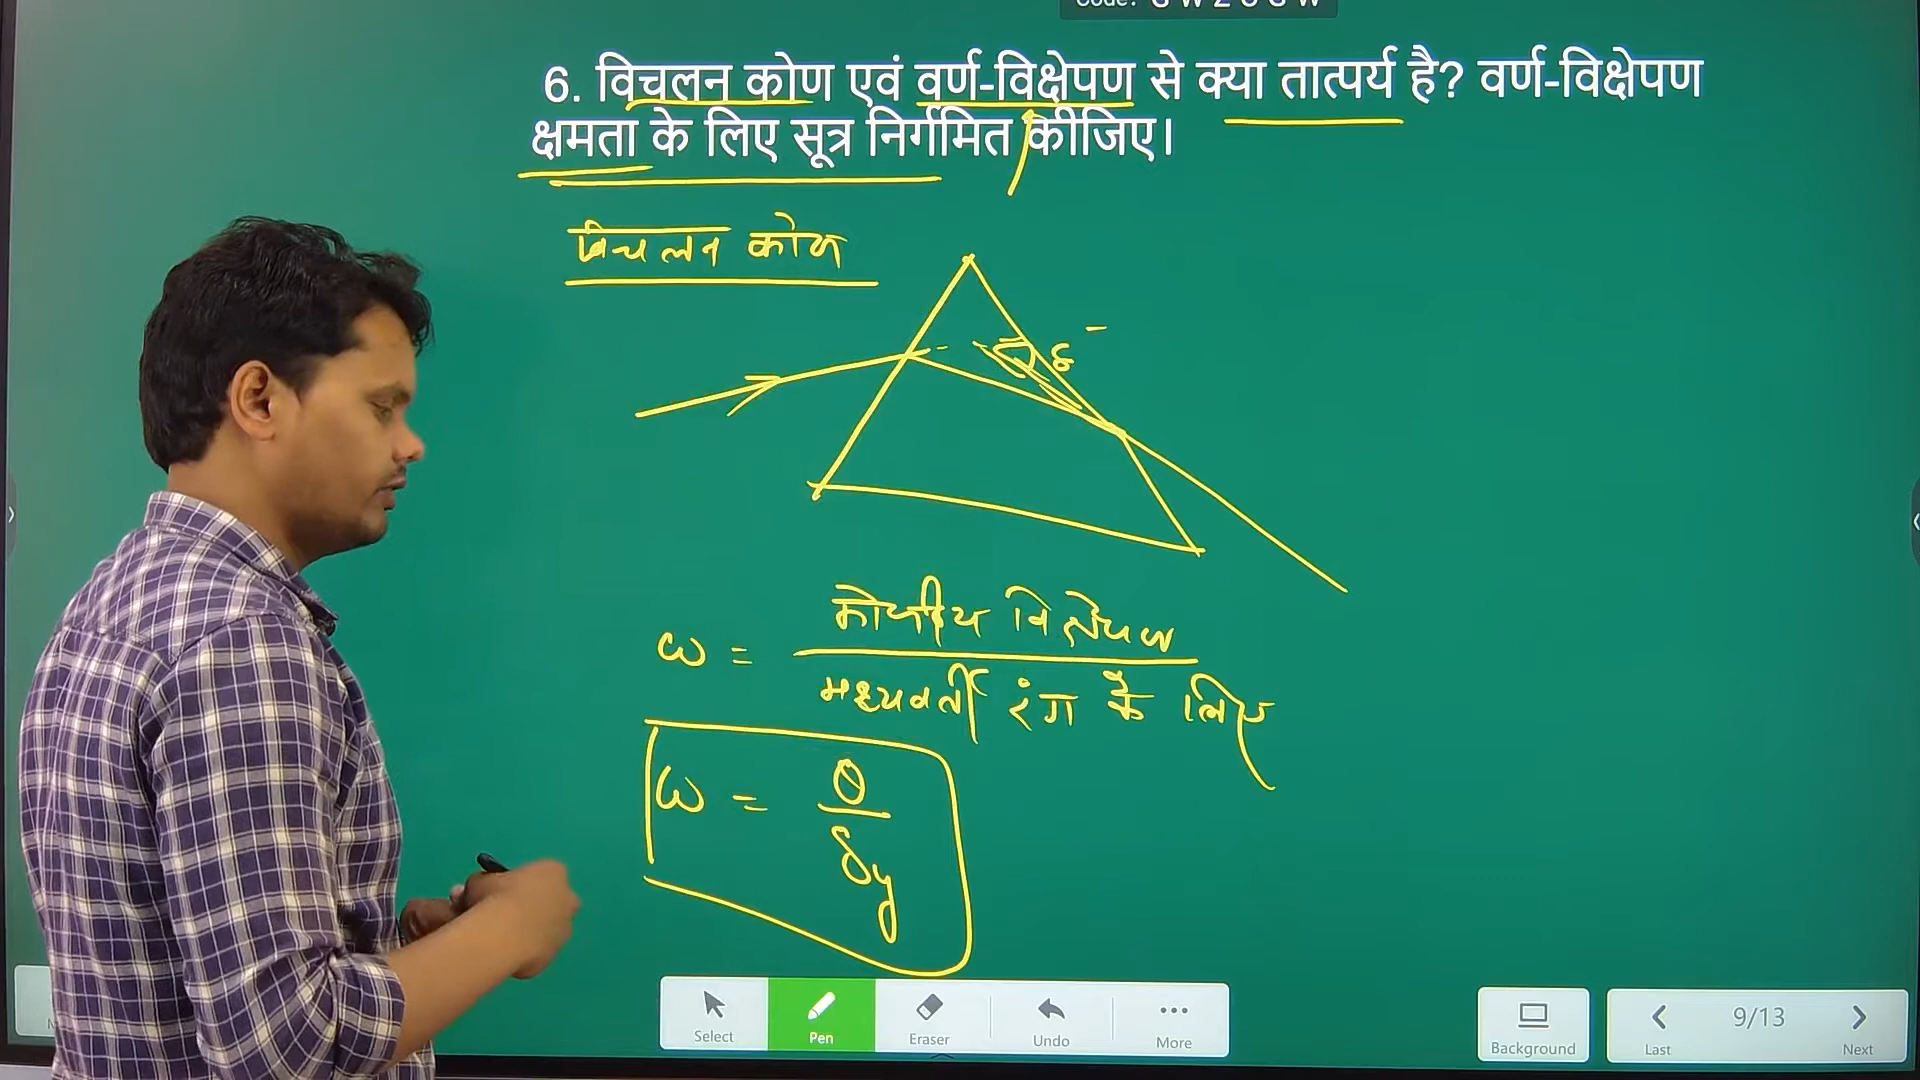 6. विचलन कोण एवं वर्ण-विक्षेपण से क्या तात्पर्य है? वर्ण-विक्षेपण
क्षमता के लिए सूत्र निर्गमित कीजिए।
विचलन कोण
δ
ω = कोणीय विक्षेपण
मध्यवर्ती रंग के लिए
ω = θ
δy
Select
Pen
Eraser
Undo
More
Background
Last
9/13
Next